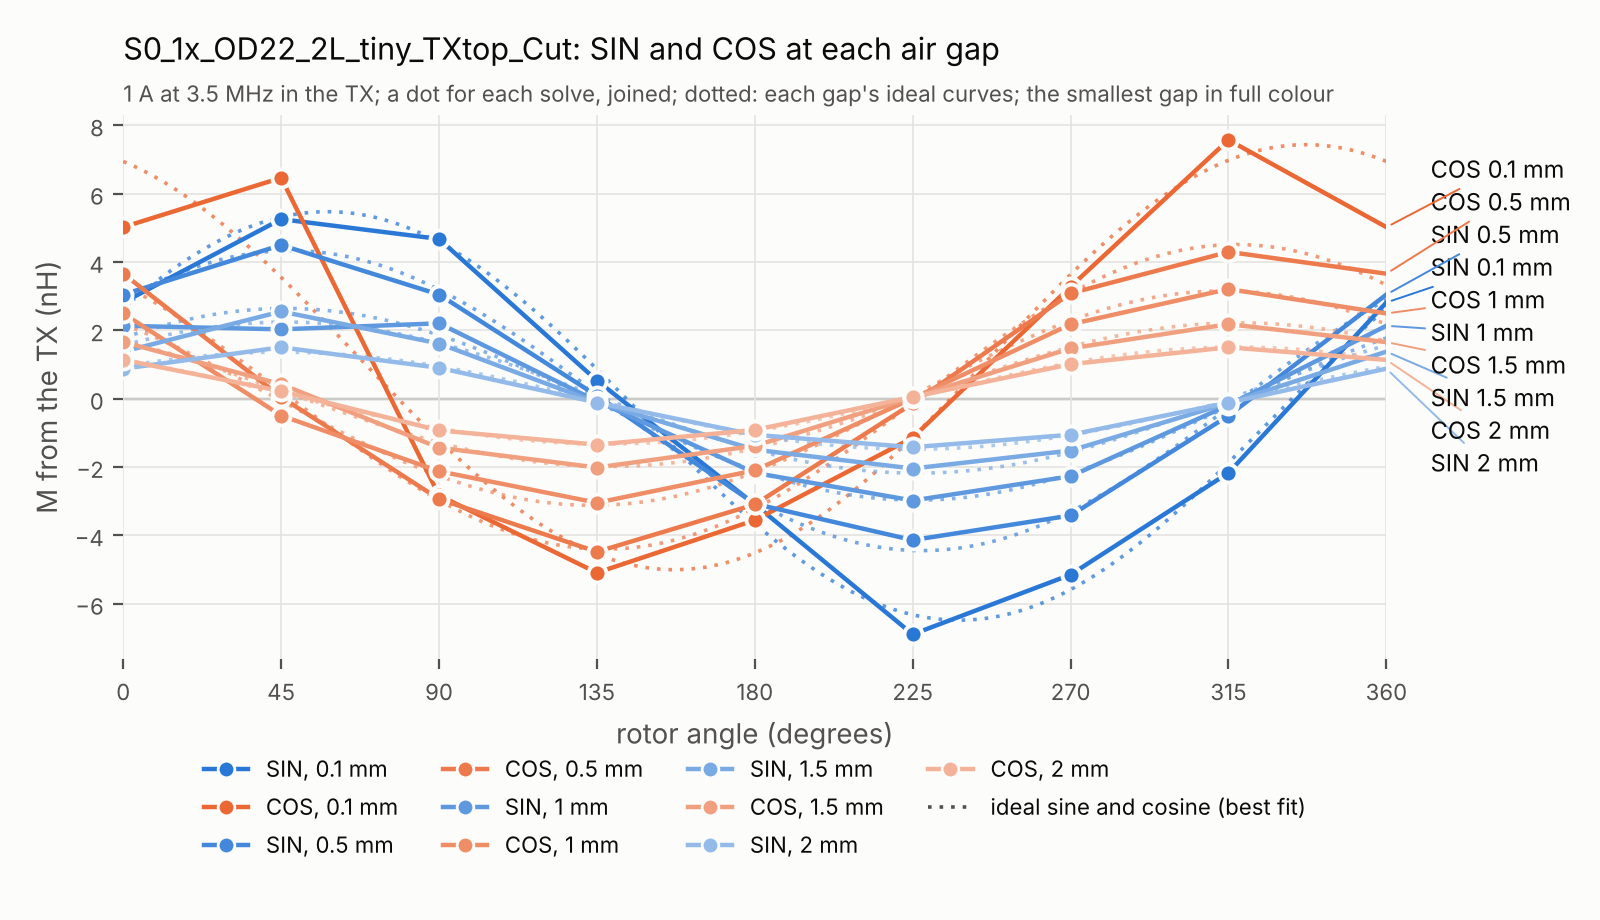 S0_1x_OD22_2L_tiny_TXtop_Cut: SIN and COS at each air gap
1 A at 3.5 MHz in the TX; a dot for each solve, joined; dotted: each gap's ideal curves; the smallest gap in full colour
M from the TX (nH)
8
6
4
2
0
−2
−4
−6
COS 0.1 mm
COS 0.5 mm
SIN 0.5 mm
SIN 0.1 mm
COS 1 mm
SIN 1 mm
COS 1.5 mm
SIN 1.5 mm
COS 2 mm
SIN 2 mm
0 45 90 135 180 225 270 315 360
rotor angle (degrees)
SIN, 0.1 mm COS, 0.5 mm SIN, 1.5 mm COS, 2 mm
COS, 0.1 mm SIN, 1 mm COS, 1.5 mm ideal sine and cosine (best fit)
SIN, 0.5 mm COS, 1 mm SIN, 2 mm